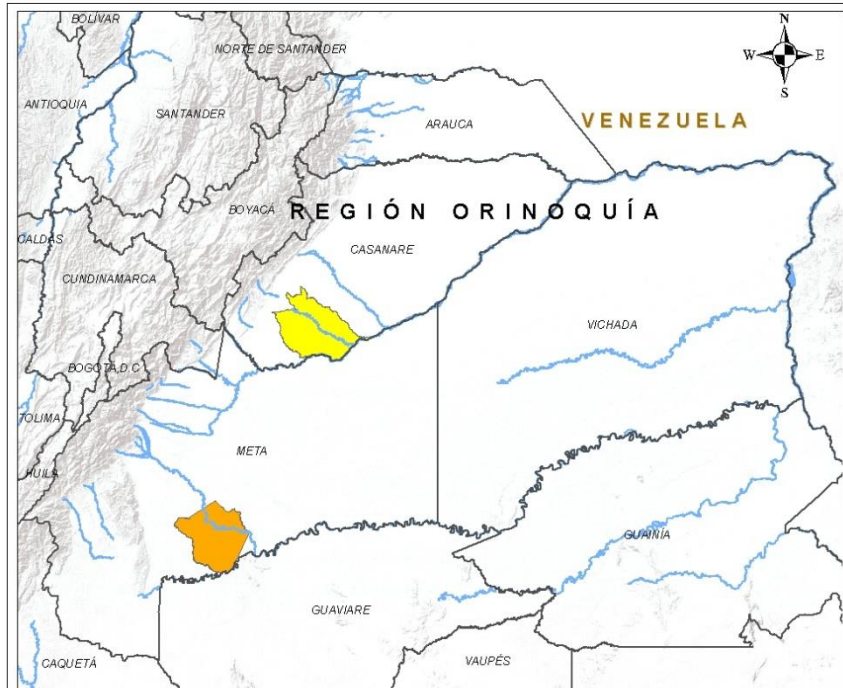 BOLÍVAR
N
NORTE DE SANTANDER
W E
S
ANTIOQUIA
SANTANDER
ARAUCA
VENEZUELA
BOYACÁ
REGIÓN ORINOQUÍA
CALDAS
CASANARE
CUNDINAMARCA
VICHADA
BOGOTÁ, D.C
TOLIMA
META
HUILA
GUAINÍA
GUAVIARE
CAQUETÁ
VAUPÉS